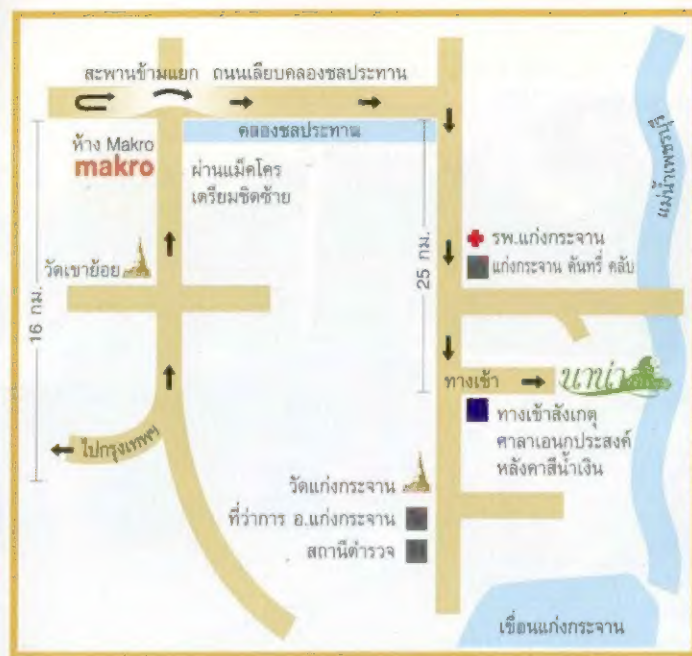 สะพานข้ามแยก ถนนเลียบคลองชลประทาน
คลองชลประทาน
ห้าง Makro
makro
ผ่านแม็คโคร
เตรียมชิดซ้าย
แม่น้ำเพชรบุรี
รพ.แก่งกระจาน
แก่งกระจาน คันทรี่ คลับ
วัดเขาย้อย
16 กม.
25 กม.
ทางเข้า
นาน่า
ทางเข้าสังเกตุ
ศาลาเอนกประสงค์
หลังคาสีน้ำเงิน
ไปกรุงเทพฯ
วัดแก่งกระจาน
ที่ว่าการ อ.แก่งกระจาน
สถานีตำรวจ
เขื่อนแก่งกระจาน